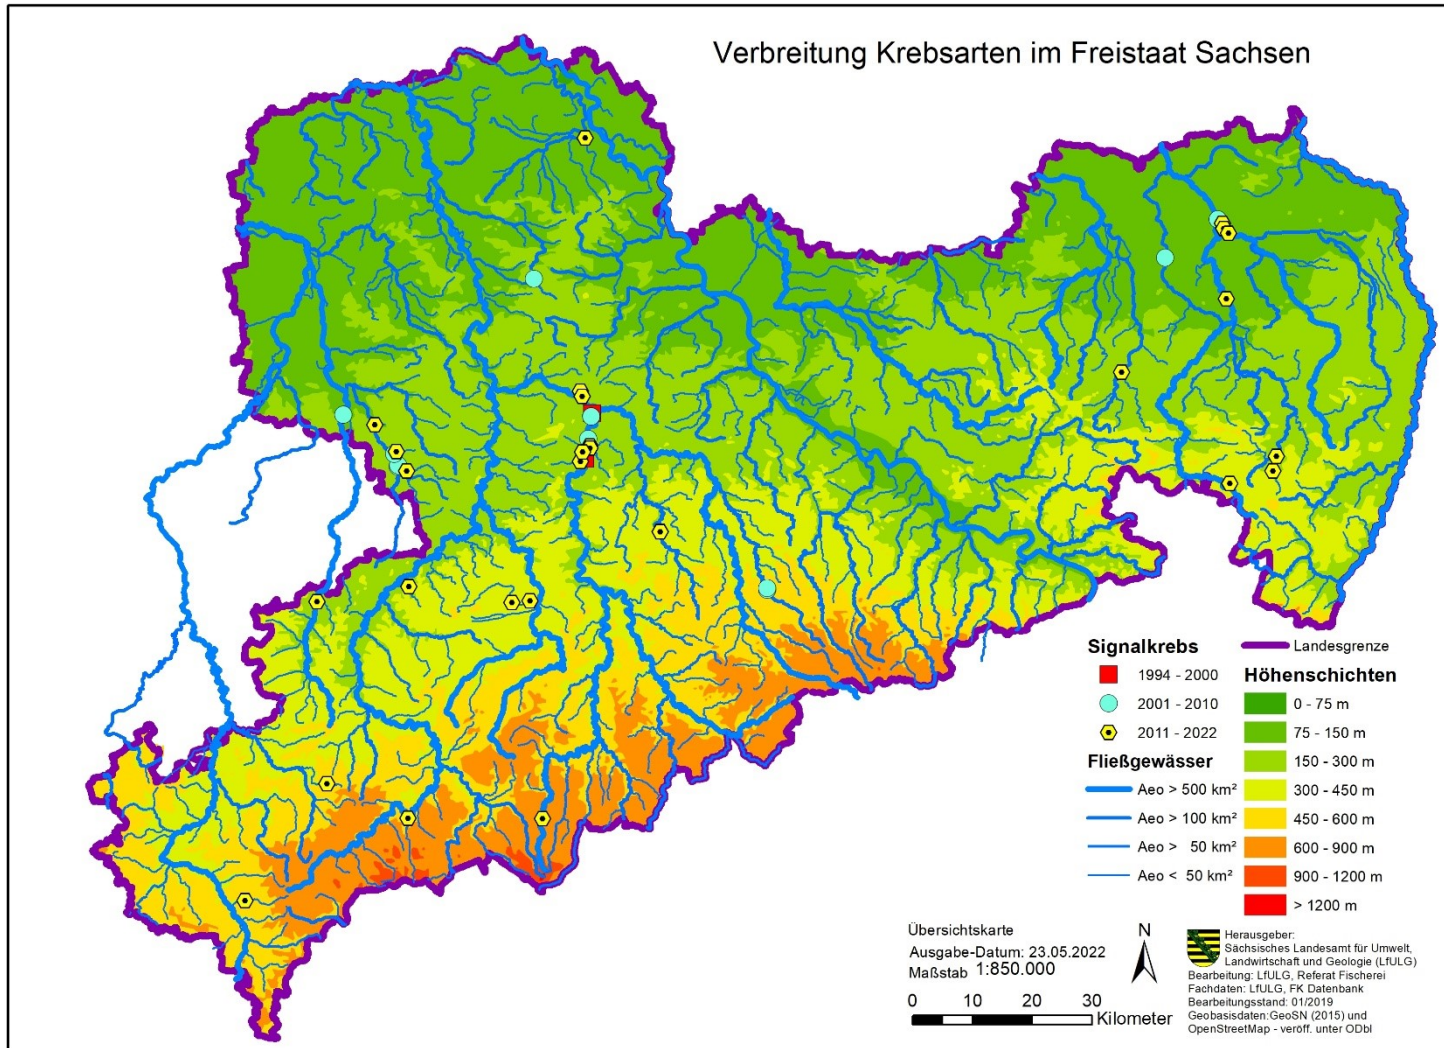 Verbreitung Krebsarten im Freistaat Sachsen
Signalkrebs
1994 - 2000
2001 - 2010
2011 - 2022
Fließgewässer
Aeo > 500 km²
Aeo > 100 km²
Aeo > 50 km²
Aeo < 50 km²
Landesgrenze
Höhenschichten
0 - 75 m
75 - 150 m
150 - 300 m
300 - 450 m
450 - 600 m
600 - 900 m
900 - 1200 m
> 1200 m
Übersichtskarte
Ausgabe-Datum: 23.05.2022
Maßstab 1:850.000
0 10 20 30
Kilometer
N
Herausgeber:
Sächsisches Landesamt für Umwelt,
Landwirtschaft und Geologie (LfULG)
Bearbeitung: LfULG, Referat Fischerei
Fachdaten: LfULG, FK Datenbank
Bearbeitungsstand: 01/2019
Geobasisdaten:GeoSN (2015) und
OpenStreetMap - veröff. unter ODbl